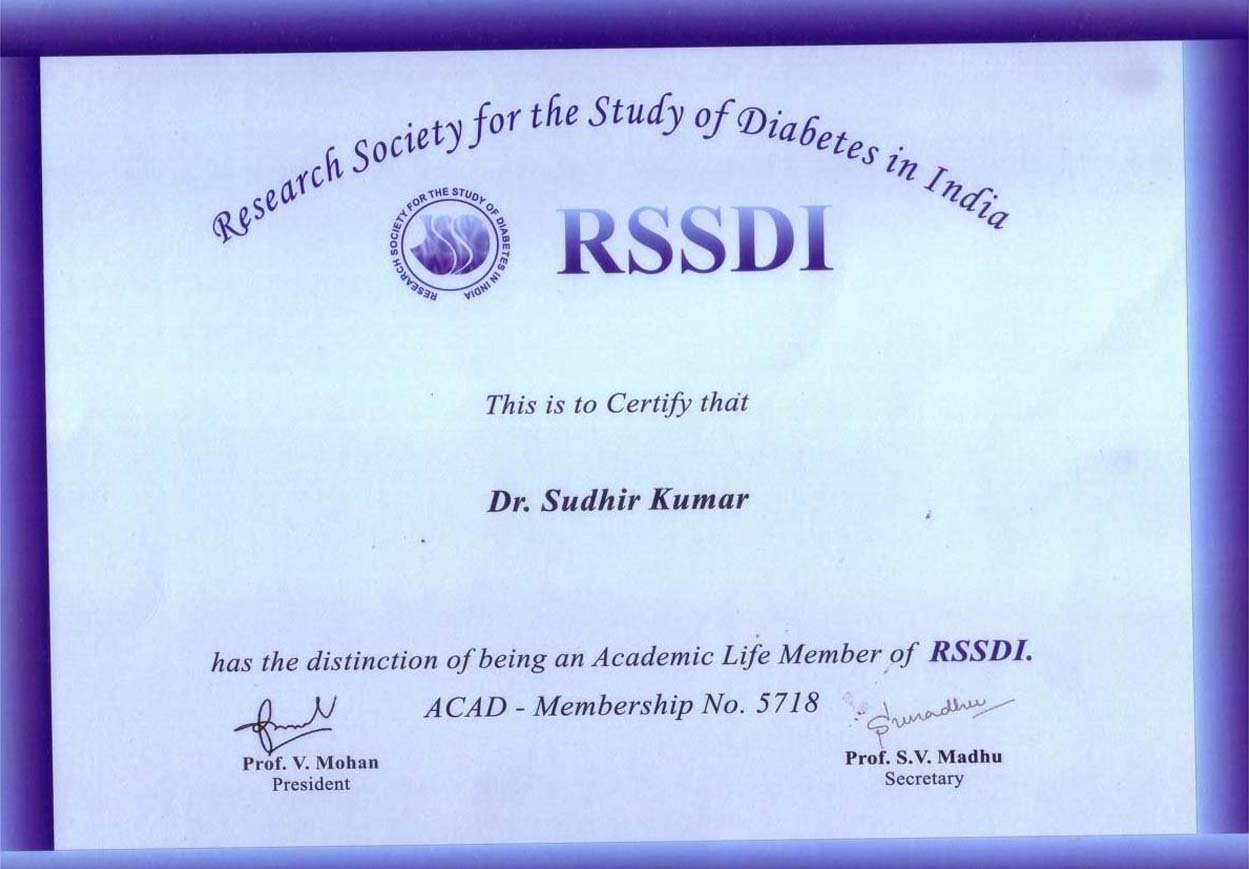 Research Society for the Study of Diabetes in India
RESEARCH SOCIETY FOR THE STUDY OF DIABETES IN INDIA
RSSDI
This is to Certify that
Dr. Sudhir Kumar
has the distinction of being an Academic Life Member of RSSDI.
ACAD - Membership No. 5718
Prof. V. Mohan
President
Prof. S.V. Madhu
Secretary